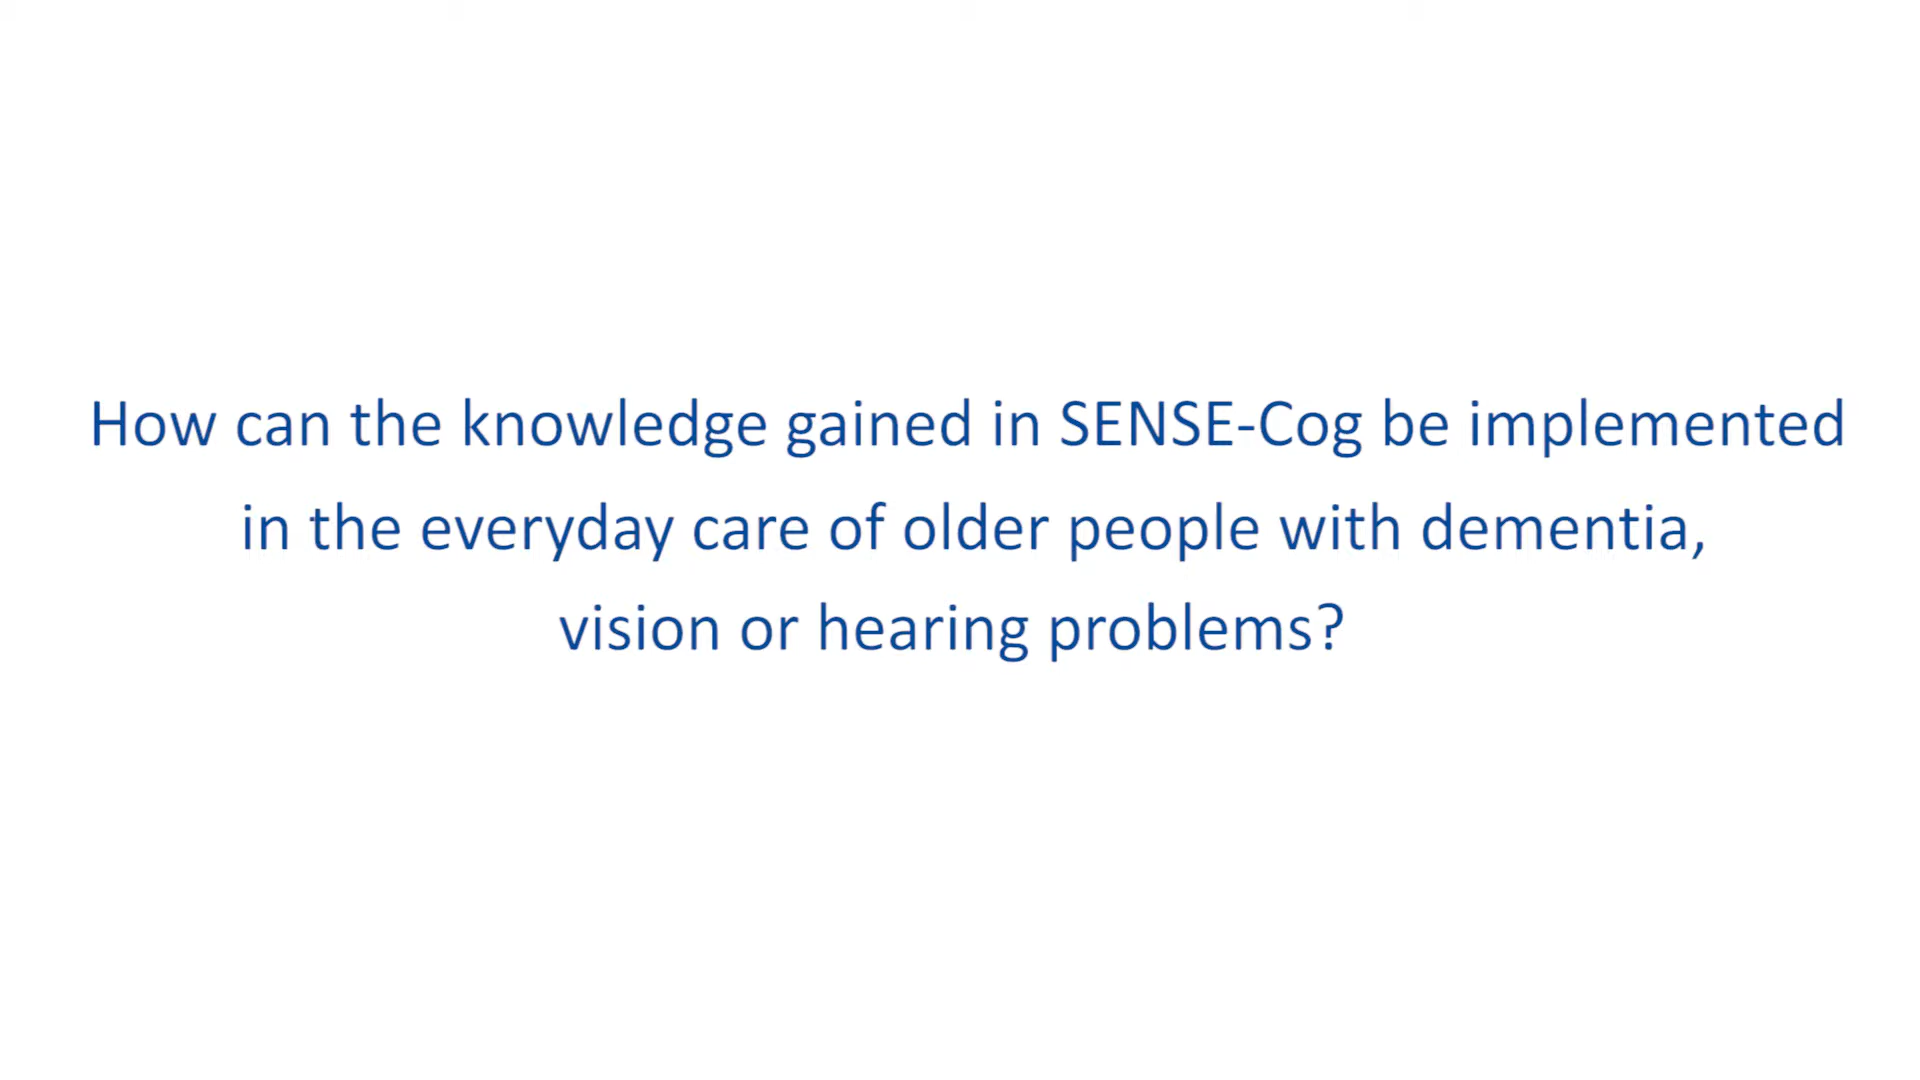 How can the knowledge gained in SENSE-Cog be implemented
in the everyday care of older people with dementia,
vision or hearing problems?